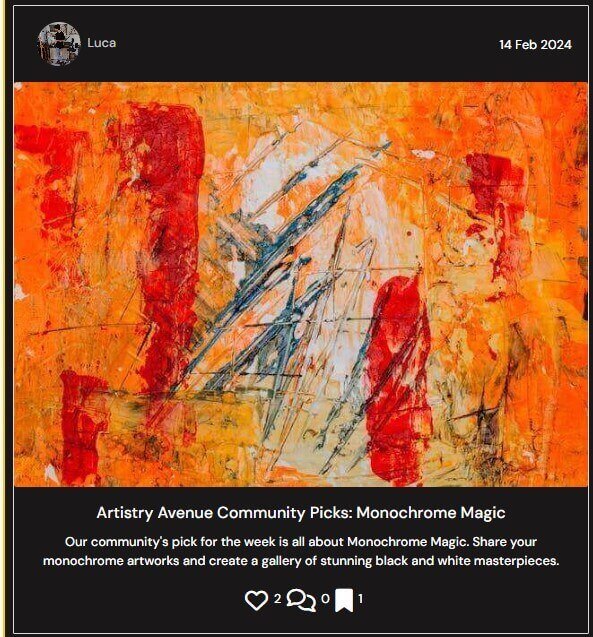 Luca
14 Feb 2024
Artistry Avenue Community Picks: Monochrome Magic
Our community's pick for the week is all about Monochrome Magic. Share your
monochrome artworks and create a gallery of stunning black and white masterpieces.
2 0 1